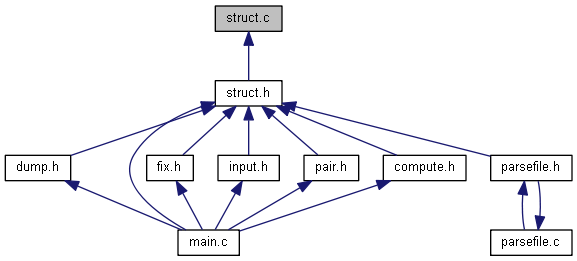 struct.c
struct.h
dump.h
fix.h
input.h
pair.h
compute.h
parsefile.h
main.c
parsefile.c